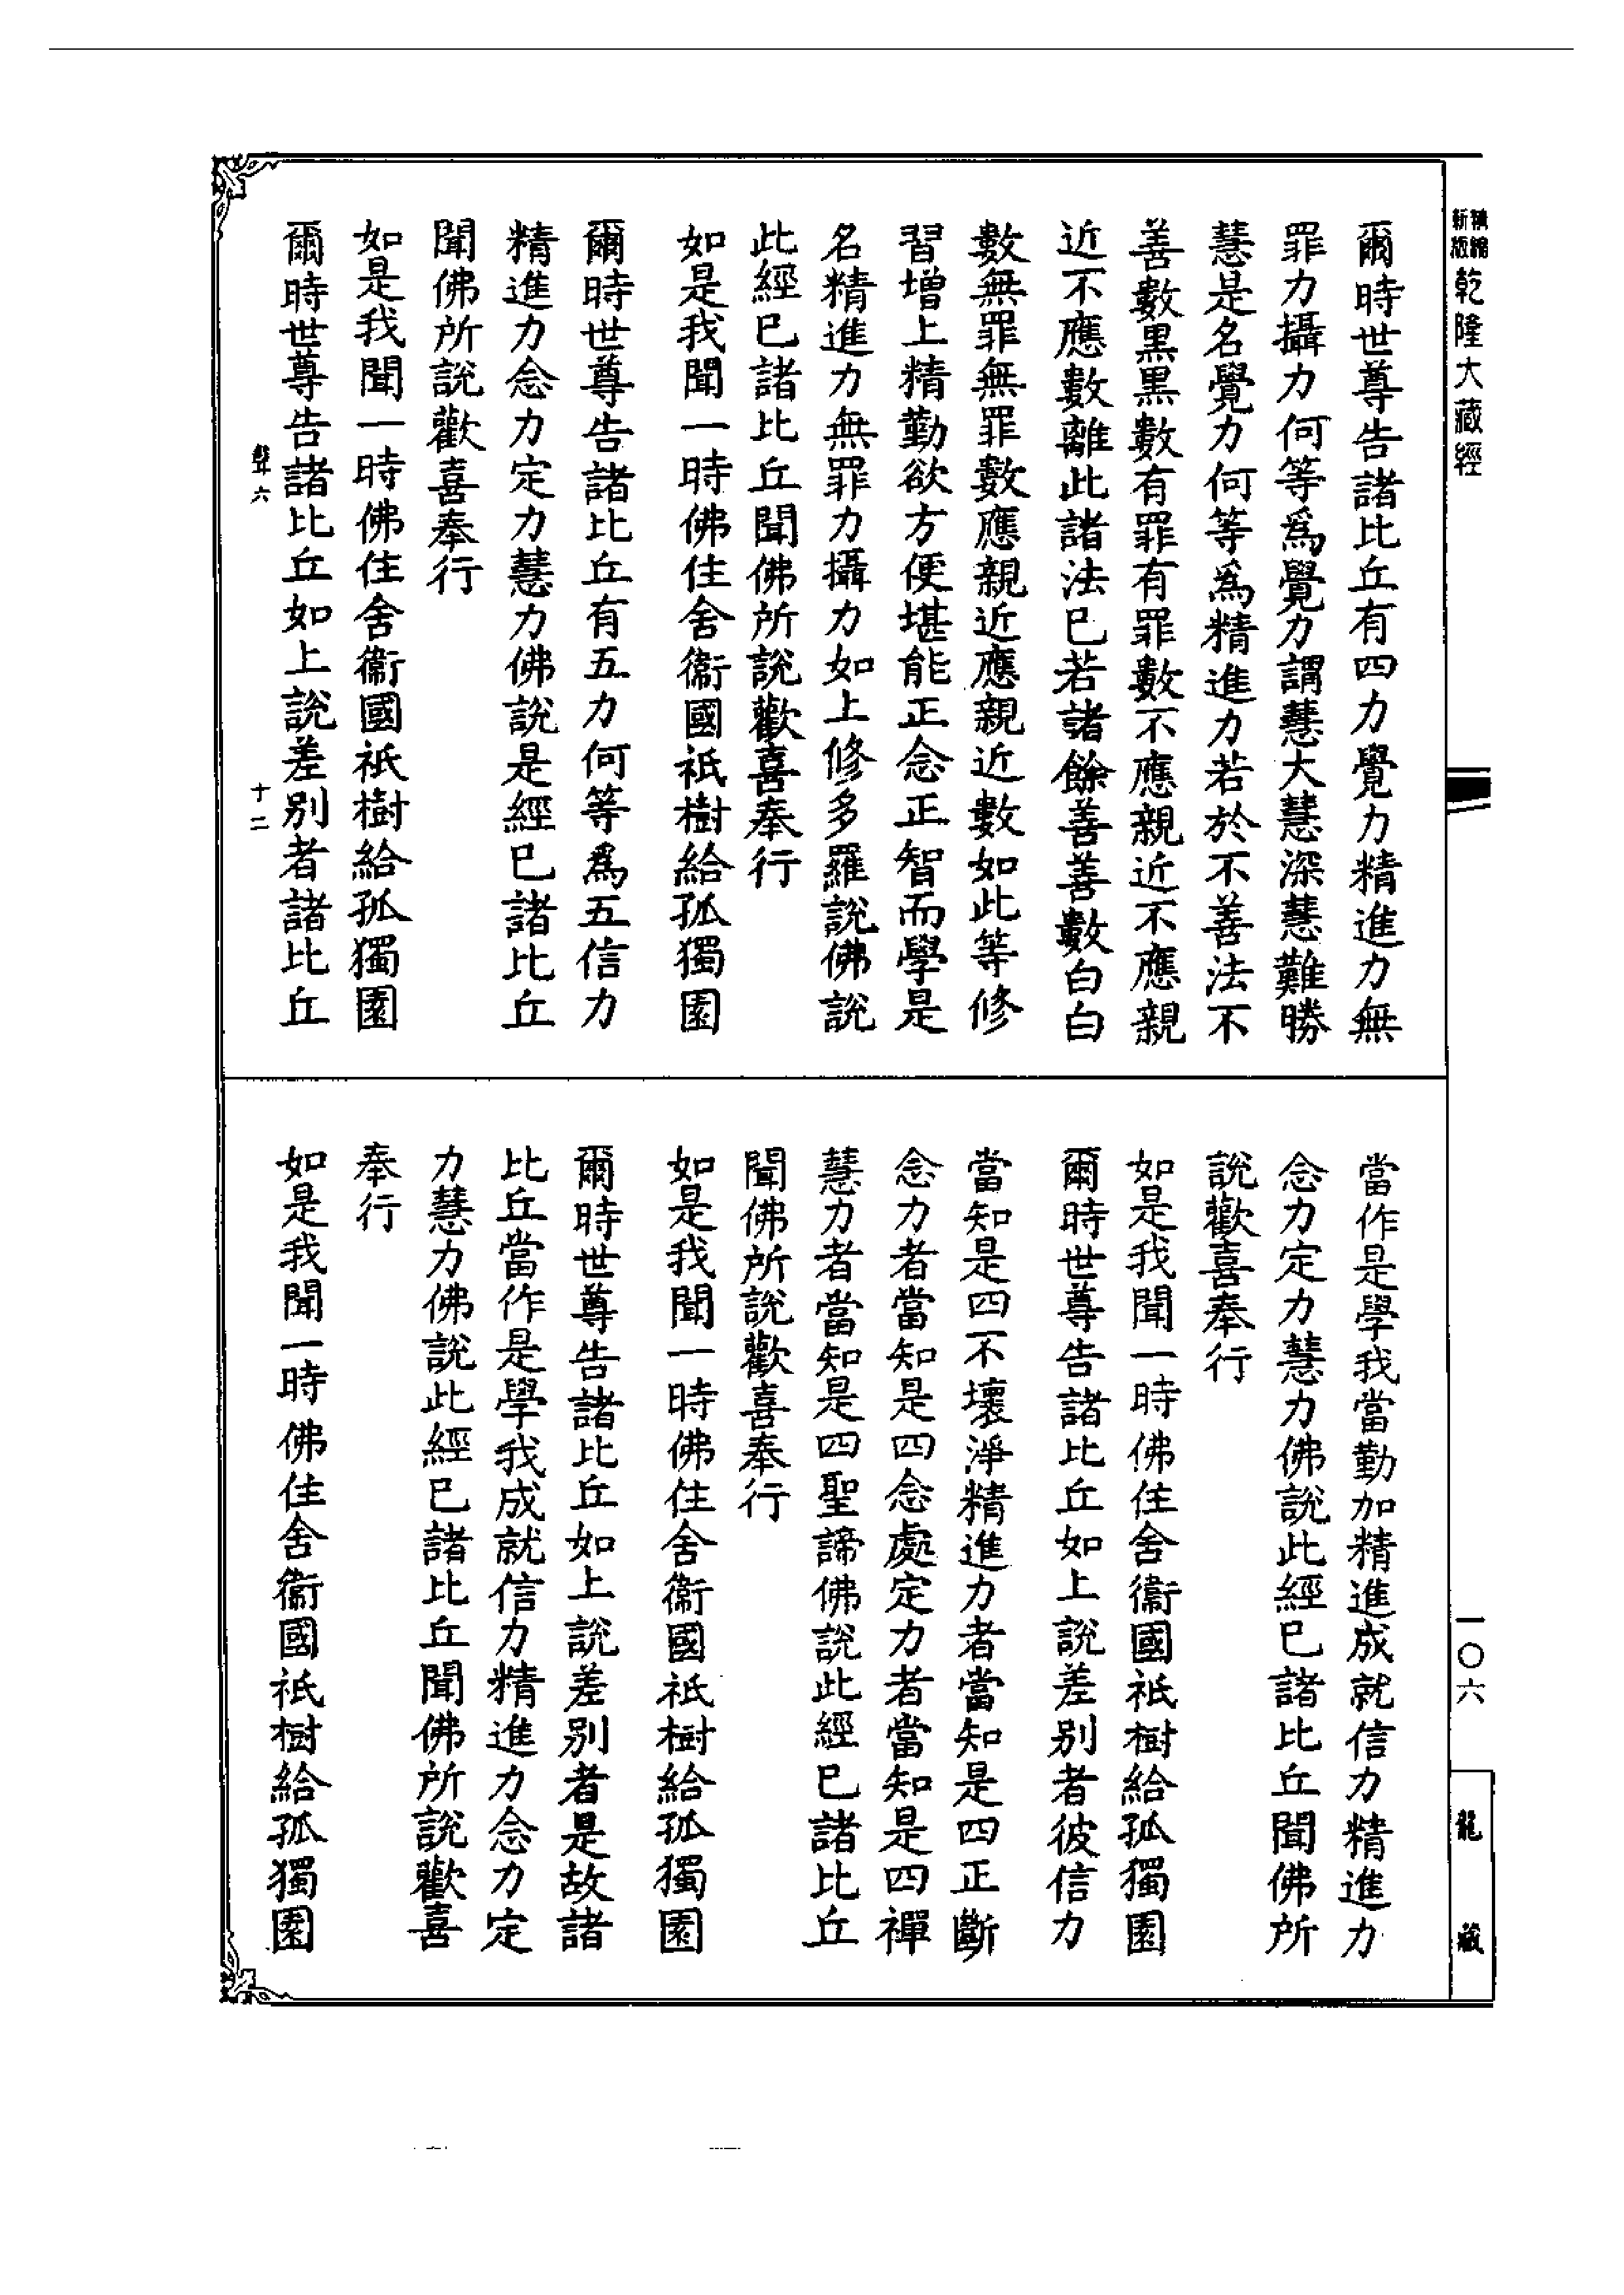 精縮新版乾隆大藏經
一〇六
龍藏
爾時世尊告諸比丘有四力覺力精進力無
罪力攝力何等爲覺力謂慧大慧深慧難勝
慧是名覺力何等爲精進力若於不善法不
善數黑黑數有罪有罪數不應親近不應親
近不應數離此諸法已若諸餘善善數白白
數無罪無罪數應親近應親近數如此等修
習增上精勤欲方便堪能正念正智而學是
名精進力無罪力攝力如上修多羅說佛說
此經已諸比丘聞佛所說歡喜奉行
如是我聞一時佛住舍衞國祇樹給孤獨園
爾時世尊告諸比丘有五力何等爲五信力
精進力念力定力慧力佛說是經已諸比丘
聞佛所說歡喜奉行
如是我聞一時佛住舍衞國祇樹給孤獨園
爾時世尊告諸比丘如上說差別者諸比丘
聲六 十二
當作是學我當勤加精進成就信力精進力
念力定力慧力佛說此經已諸比丘聞佛所
說歡喜奉行
如是我聞一時佛住舍衞國祇樹給孤獨園
爾時世尊告諸比丘如上說差別者彼信力
當知是四不壞淨精進力者當知是四正斷
念力者當知是四念處定力者當知是四禪
慧力者當知是四聖諦佛說此經已諸比丘
聞佛所說歡喜奉行
如是我聞一時佛住舍衞國祇樹給孤獨園
爾時世尊告諸比丘如上說差別者是故諸
比丘當作是學我成就信力精進力念力定
力慧力佛說此經已諸比丘聞佛所說歡喜
奉行
如是我聞一時佛住舍衞國祇樹給孤獨園